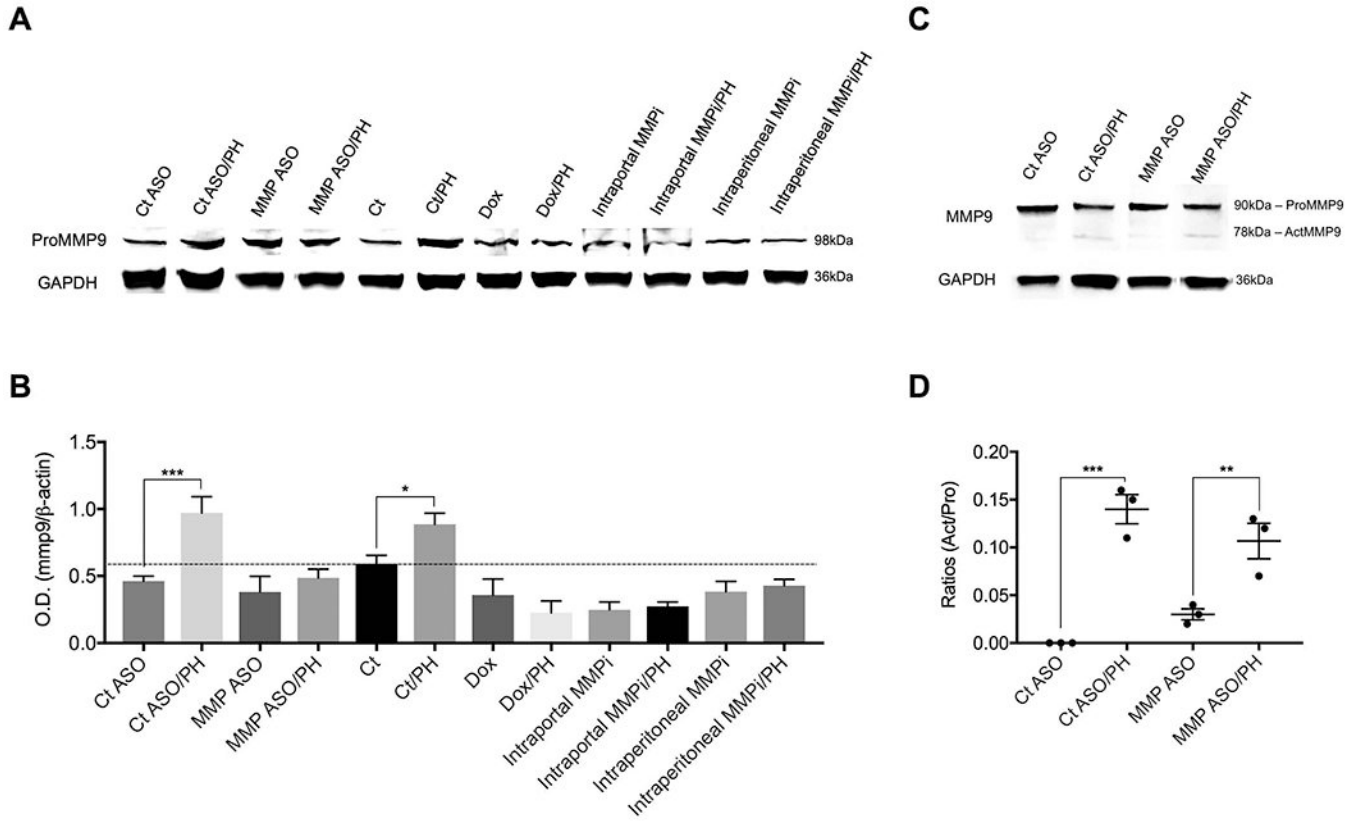 A
Ct ASO
Ct ASO/PH
MMP ASO
MMP ASO/PH
Ct
Ct/PH
Dox
Dox/PH
Intraportal MMPi
Intraportal MMPi/PH
Intraperitoneal MMPi
Intraperitoneal MMPi/PH
ProMMP9
98kDa
GAPDH
36kDa
C
Ct ASO
Ct ASO/PH
MMP ASO
MMP ASO/PH
MMP9
90kDa – ProMMP9
78kDa – ActMMP9
GAPDH
36kDa
B
O.D. (mmp9/β-actin)
1.5
1.0
0.5
0.0
***
*
Ct ASO
Ct ASO/PH
MMP ASO
MMP ASO/PH
Ct
Ct/PH
Dox
Dox/PH
Intraportal MMPi
Intraportal MMPi/PH
Intraperitoneal MMPi
Intraperitoneal MMPi/PH
D
Ratios (Act/Pro)
0.20
0.15
0.10
0.05
0.00
***
**
Ct ASO
Ct ASO/PH
MMP ASO
MMP ASO/PH